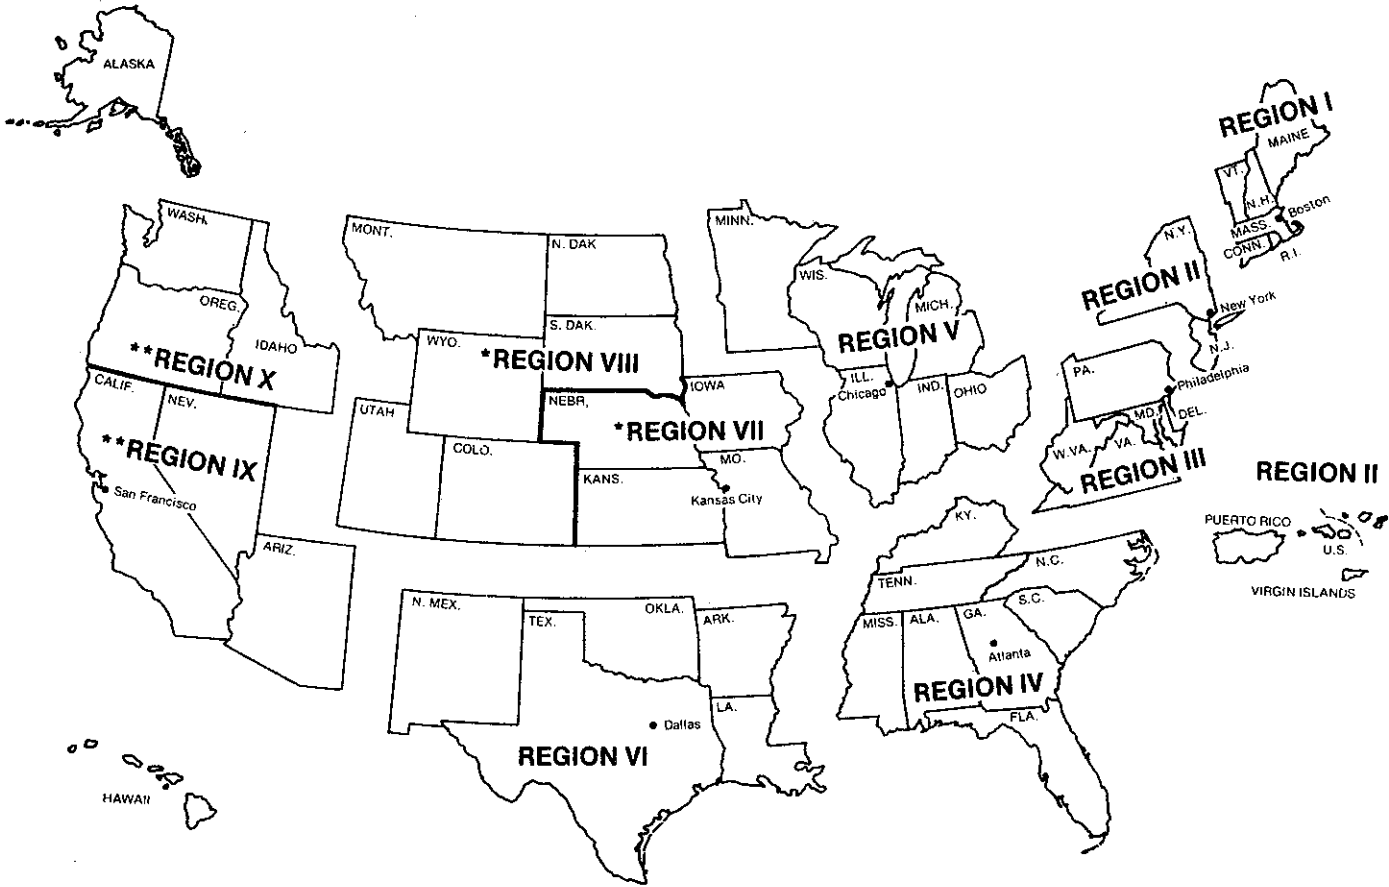 ALASKA
REGION I
MAINE
VT.
N.H.
Boston
MASS.
CONN.
R.I.
WASH.
OREG.
IDAHO
**REGION X
MONT.
N. DAK
S. DAK.
WYO.
*REGION VIII
UTAH
COLO.
MINN.
WIS.
MICH.
REGION V
ILL.
Chicago
IND.
OHIO
N.Y.
REGION II
New York
N.J.
PA.
Philadelphia
MD.
DEL.
W.VA.
VA.
REGION III
CALIF.
NEV.
**REGION IX
San Francisco
ARIZ.
NEBR.
IOWA
*REGION VII
KANS.
MO.
Kansas City
REGION II
PUERTO RICO
U.S.
VIRGIN ISLANDS
KY.
TENN.
N.C.
S.C.
MISS.
ALA.
GA.
Atlanta
REGION IV
FLA.
N. MEX.
TEX.
OKLA.
ARK.
LA.
Dallas
REGION VI
HAWAII